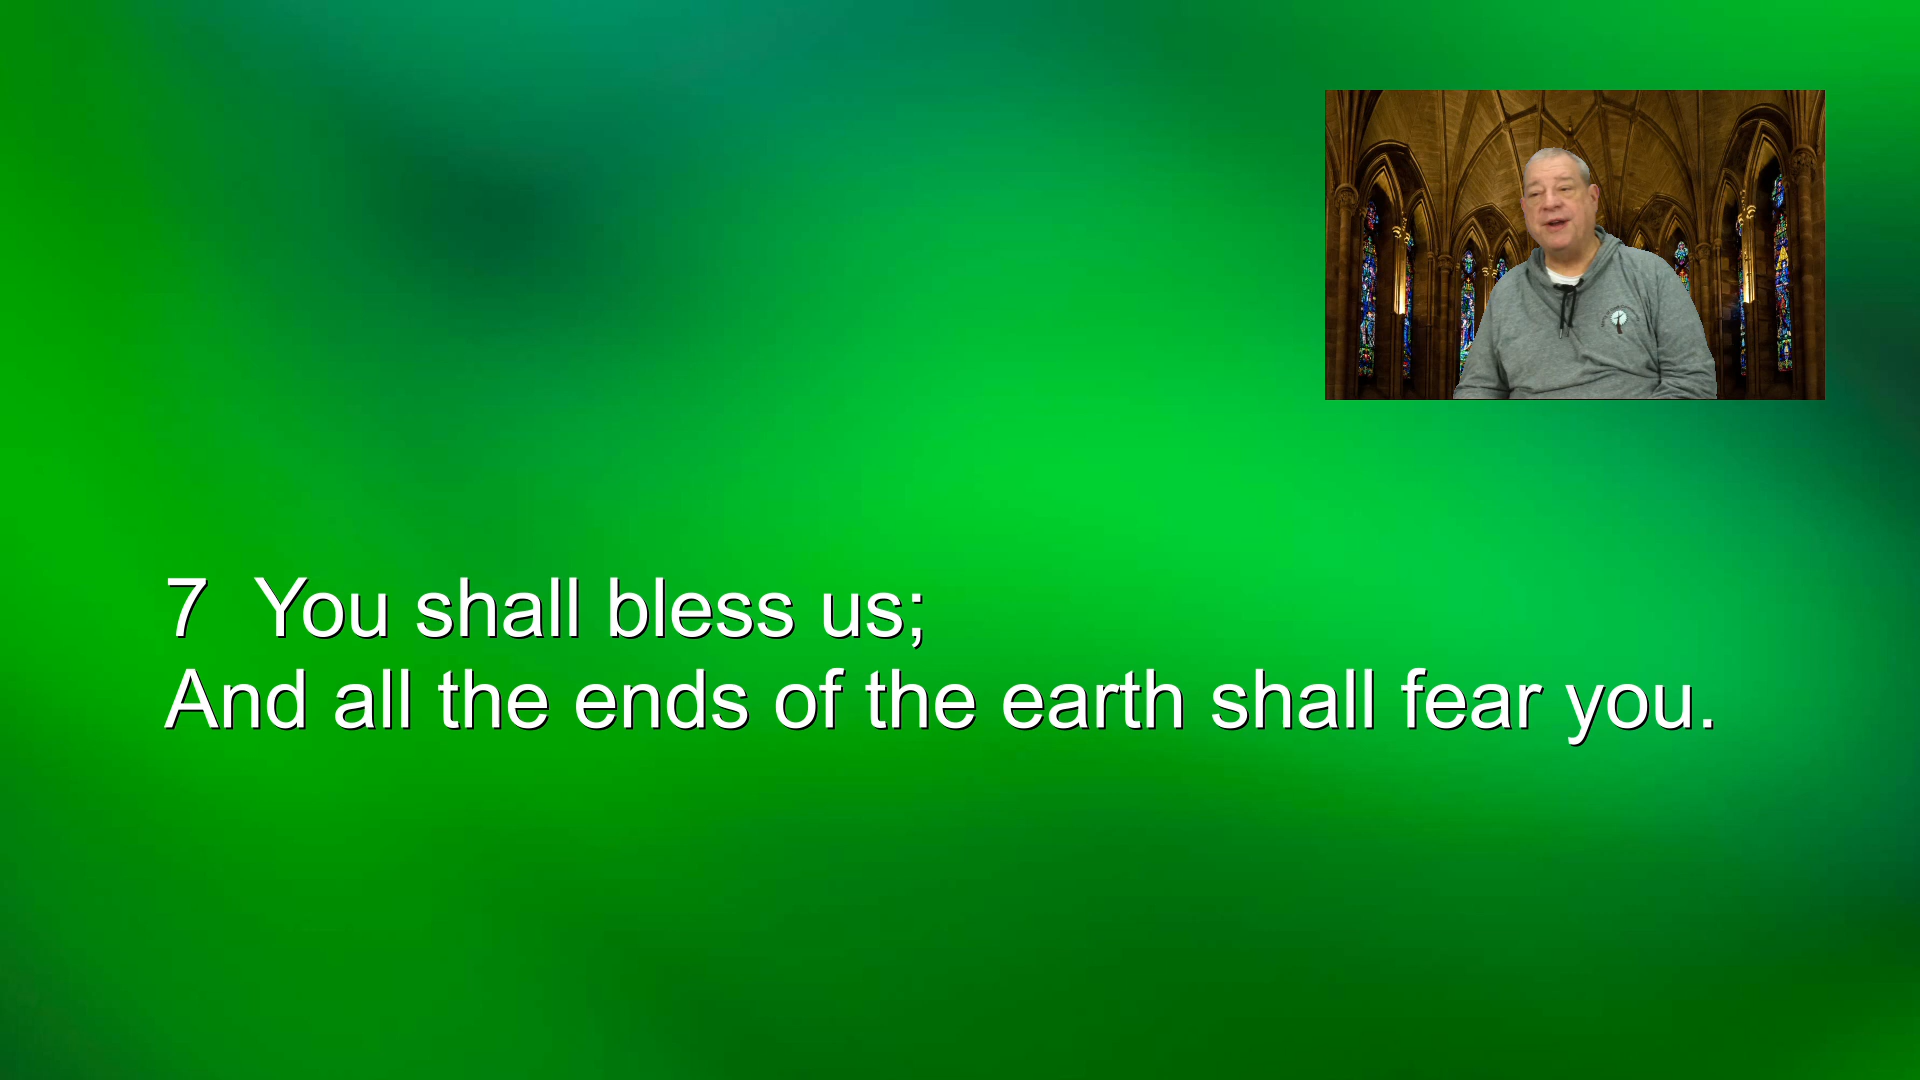 7 You shall bless us;
And all the ends of the earth shall fear you.